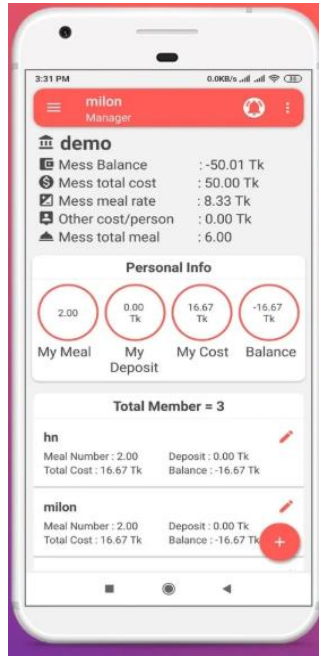 3:31 PM 0.0KB/s 33
milon
Manager
demo
Mess Balance : -50.01 Tk
Mess total cost : 50.00 Tk
Mess meal rate : 8.33 Tk
Other cost/person : 0.00 Tk
Mess total meal : 6.00
Personal Info
2.00 0.00 16.67 -16.67
Tk Tk Tk
My Meal My My Cost Balance
Deposit
Total Member = 3
hn
Meal Number : 2.00 Deposit : 0.00 Tk
Total Cost : 16.67 Tk Balance : -16.67 Tk
milon
Meal Number : 2.00 Deposit : 0.00 Tk
Total Cost : 16.67 Tk Balance : -16.67 Tk
+